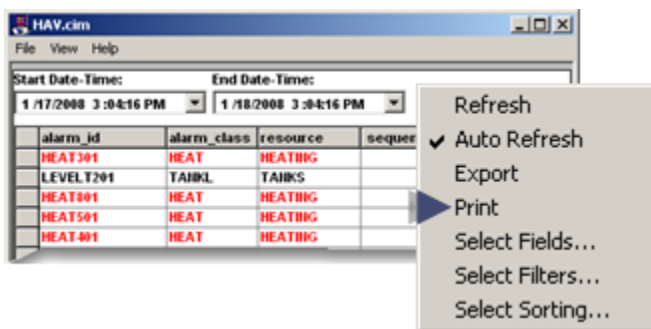 HAV.cim
File View Help
Start Date-Time: End Date-Time:
1/17/2008 3:04:16 PM 1/18/2008 3:04:16 PM
alarm_id alarm_class resource sequen
HEAT301 HEAT HEATING
LEVELT201 TANKL TANKS
HEAT801 HEAT HEATING
HEAT501 HEAT HEATING
HEAT401 HEAT HEATING
Refresh
Auto Refresh
Export
Print
Select Fields...
Select Filters...
Select Sorting...